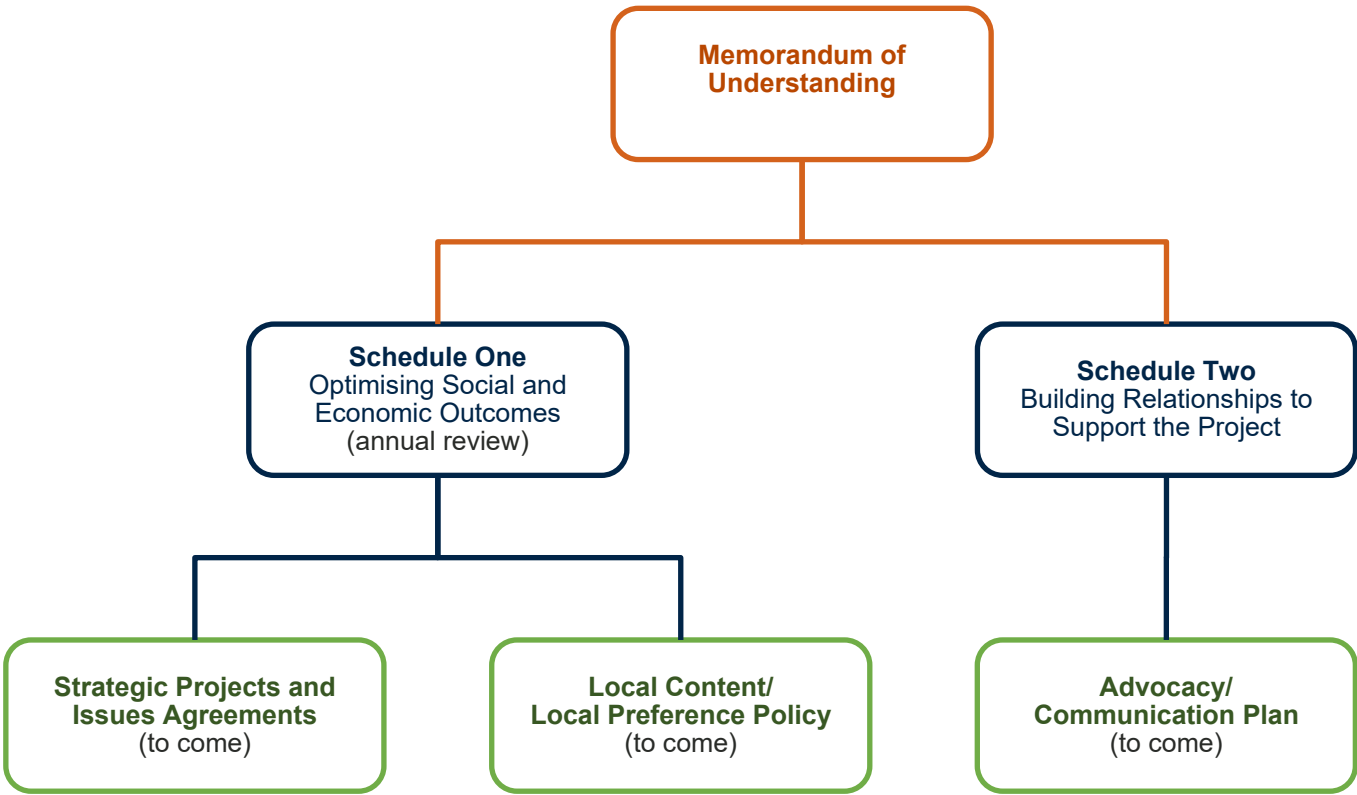 Memorandum of
Understanding
Schedule One
Optimising Social and
Economic Outcomes
(annual review)
Schedule Two
Building Relationships to
Support the Project
Strategic Projects and
Issues Agreements
(to come)
Local Content/
Local Preference Policy
(to come)
Advocacy/
Communication Plan
(to come)